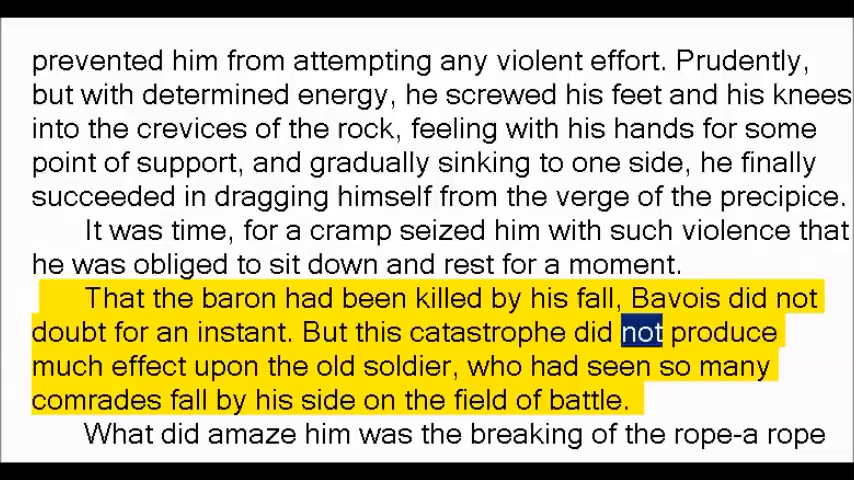 prevented him from attempting any violent effort. Prudently,
but with determined energy, he screwed his feet and his knees
into the crevices of the rock, feeling with his hands for some
point of support, and gradually sinking to one side, he finally
succeeded in dragging himself from the verge of the precipice.
It was time, for a cramp seized him with such violence that
he was obliged to sit down and rest for a moment.
That the baron had been killed by his fall, Bavois did not
doubt for an instant. But this catastrophe did not produce
much effect upon the old soldier, who had seen so many
comrades fall by his side on the field of battle.
What did amaze him was the breaking of the rope-a rope